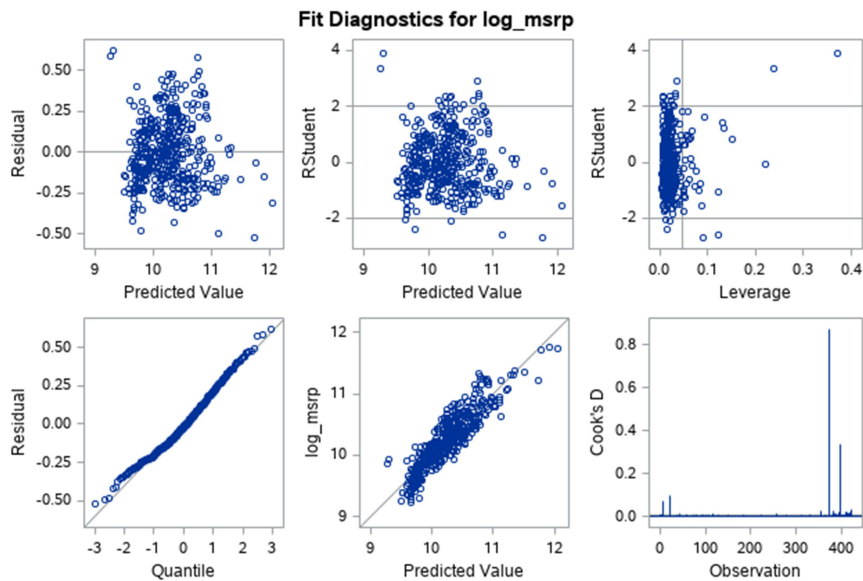 Fit Diagnostics for log_msrp
0.50
0.25
0.00
-0.25
-0.50
Residual
9 10 11 12
Predicted Value
4
2
0
-2
RStudent
9 10 11 12
Predicted Value
4
2
0
-2
RStudent
0.0 0.1 0.2 0.3 0.4
Leverage
0.50
0.25
0.00
-0.25
-0.50
Residual
-3 -2 -1 0 1 2 3
Quantile
12
11
10
9
log_msrp
9 10 11 12
Predicted Value
0.8
0.6
0.4
0.2
0.0
Cook's D
0 100 200 300 400
Observation